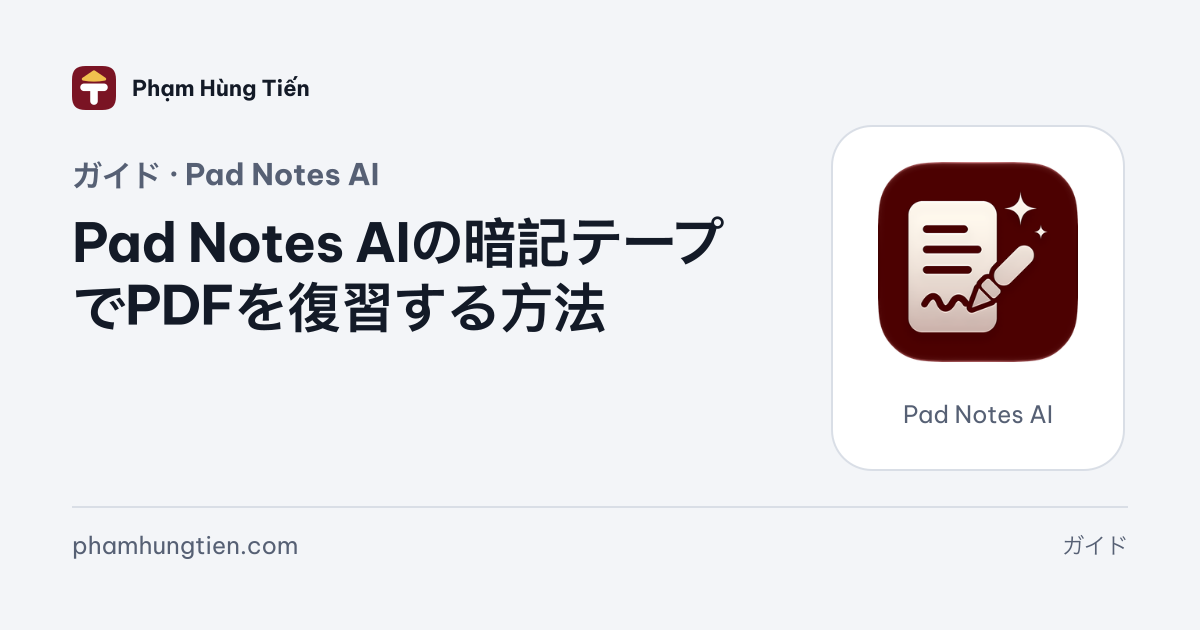 Phạm Hùng Tiến
ガイド · Pad Notes AI
Pad Notes AIの暗記テープ
でPDFを復習する方法
Pad Notes AI
phamhungtien.com
ガイド